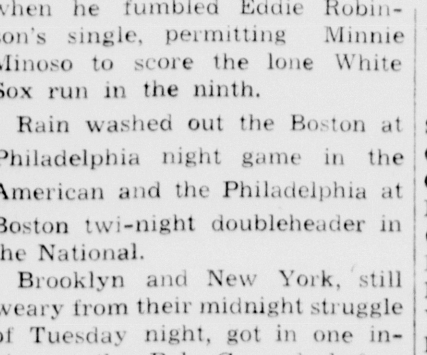 when he fumbled Eddie Robin-
son's single, permitting Minnie
Minoso to score the lone White
Sox run in the ninth.
Rain washed out the Boston at
Philadelphia night game in the
American and the Philadelphia at
Boston twi-night doubleheader in
the National.
Brooklyn and New York, still
weary from their midnight struggle
of Tuesday night, got in one in-